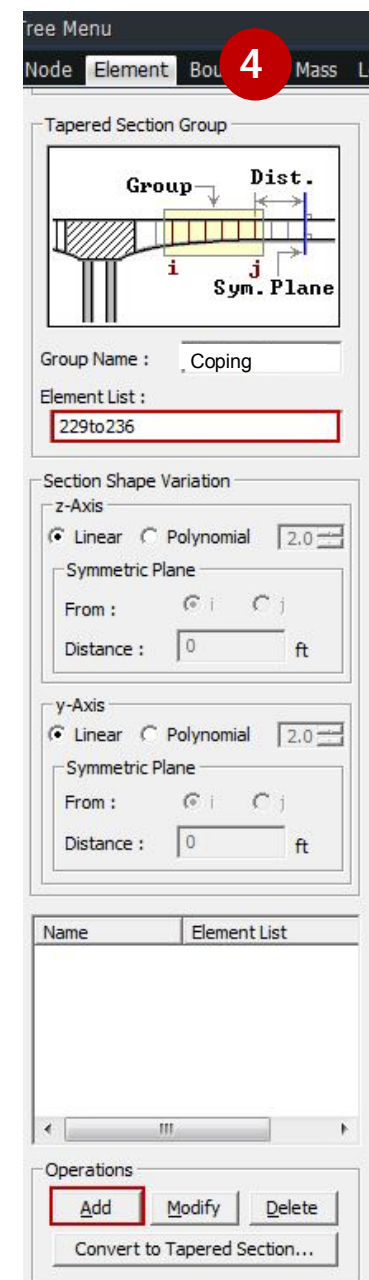 ree Menu
Node Element Bou 4 Mass L
Tapered Section Group
Group Dist.
i j
Sym. Plane
Group Name : Coping
Element List :
229to236
Section Shape Variation
z-Axis
Linear Polynomial 2.0
Symmetric Plane
From : i j
Distance : 0 ft
y-Axis
Linear Polynomial 2.0
Symmetric Plane
From : i j
Distance : 0 ft
Name Element List
Operations
Add Modify Delete
Convert to Tapered Section...